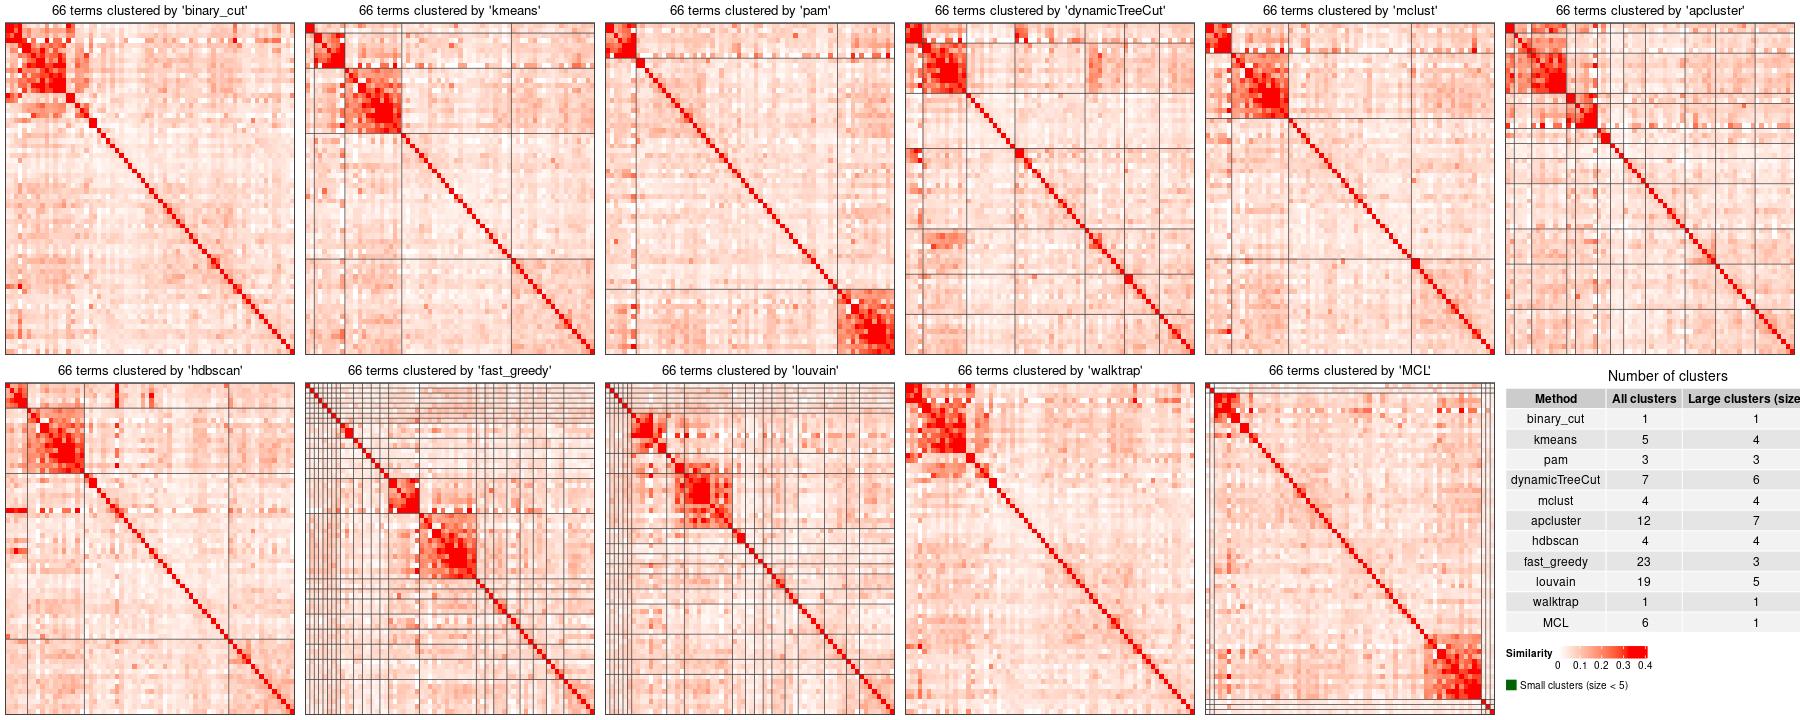 66 terms clustered by 'binary_cut'
66 terms clustered by 'kmeans'
66 terms clustered by 'pam'
66 terms clustered by 'dynamicTreeCut'
66 terms clustered by 'mclust'
66 terms clustered by 'apcluster'
66 terms clustered by 'hdbscan'
66 terms clustered by 'fast_greedy'
66 terms clustered by 'louvain'
66 terms clustered by 'walktrap'
66 terms clustered by 'MCL'
Number of clusters
Method All clusters Large clusters (size
binary_cut 1 1
kmeans 5 4
pam 3 3
dynamicTreeCut 7 6
mclust 4 4
apcluster 12 7
hdbscan 4 4
fast_greedy 23 3
louvain 19 5
walktrap 1 1
MCL 6 1
Similarity
0 0.1 0.2 0.3 0.4
Small clusters (size < 5)